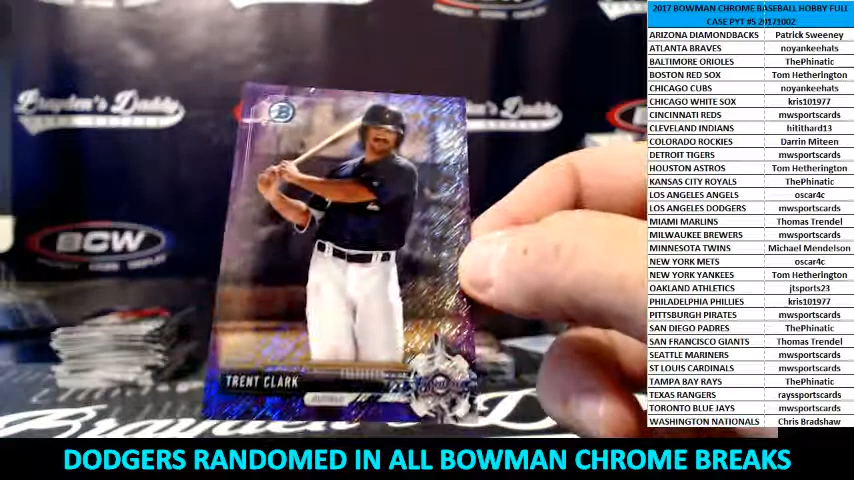 2017 BOWMAN CHROME BASEBALL HOBBY FULL
CASE PYT #5 20171002
ARIZONA DIAMONDBACKS Patrick Sweeney
ATLANTA BRAVES noyankeehats
BALTIMORE ORIOLES ThePhinatic
BOSTON RED SOX Tom Hetherington
CHICAGO CUBS noyankeehats
CHICAGO WHITE SOX kris101977
CINCINNATI REDS mwsportscards
CLEVELAND INDIANS hitithard13
COLORADO ROCKIES Darrin Miteen
DETROIT TIGERS mwsportscards
HOUSTON ASTROS Tom Hetherington
KANSAS CITY ROYALS ThePhinatic
LOS ANGELES ANGELS oscar4c
LOS ANGELES DODGERS mwsportscards
MIAMI MARLINS Thomas Trendel
MILWAUKEE BREWERS mwsportscards
MINNESOTA TWINS Michael Mendelson
NEW YORK METS oscar4c
NEW YORK YANKEES Tom Hetherington
OAKLAND ATHLETICS jtsports23
PHILADELPHIA PHILLIES kris101977
PITTSBURGH PIRATES mwsportscards
SAN DIEGO PADRES ThePhinatic
SAN FRANCISCO GIANTS Thomas Trendel
SEATTLE MARINERS mwsportscards
ST LOUIS CARDINALS mwsportscards
TAMPA BAY RAYS ThePhinatic
TEXAS RANGERS rayssportscards
TORONTO BLUE JAYS mwsportscards
WASHINGTON NATIONALS Chris Bradshaw
Brayden's Daddy
Brayden's Daddy
BCW
BCW
B
TRENT CLARK
DODGERS RANDOMED IN ALL BOWMAN CHROME BREAKS